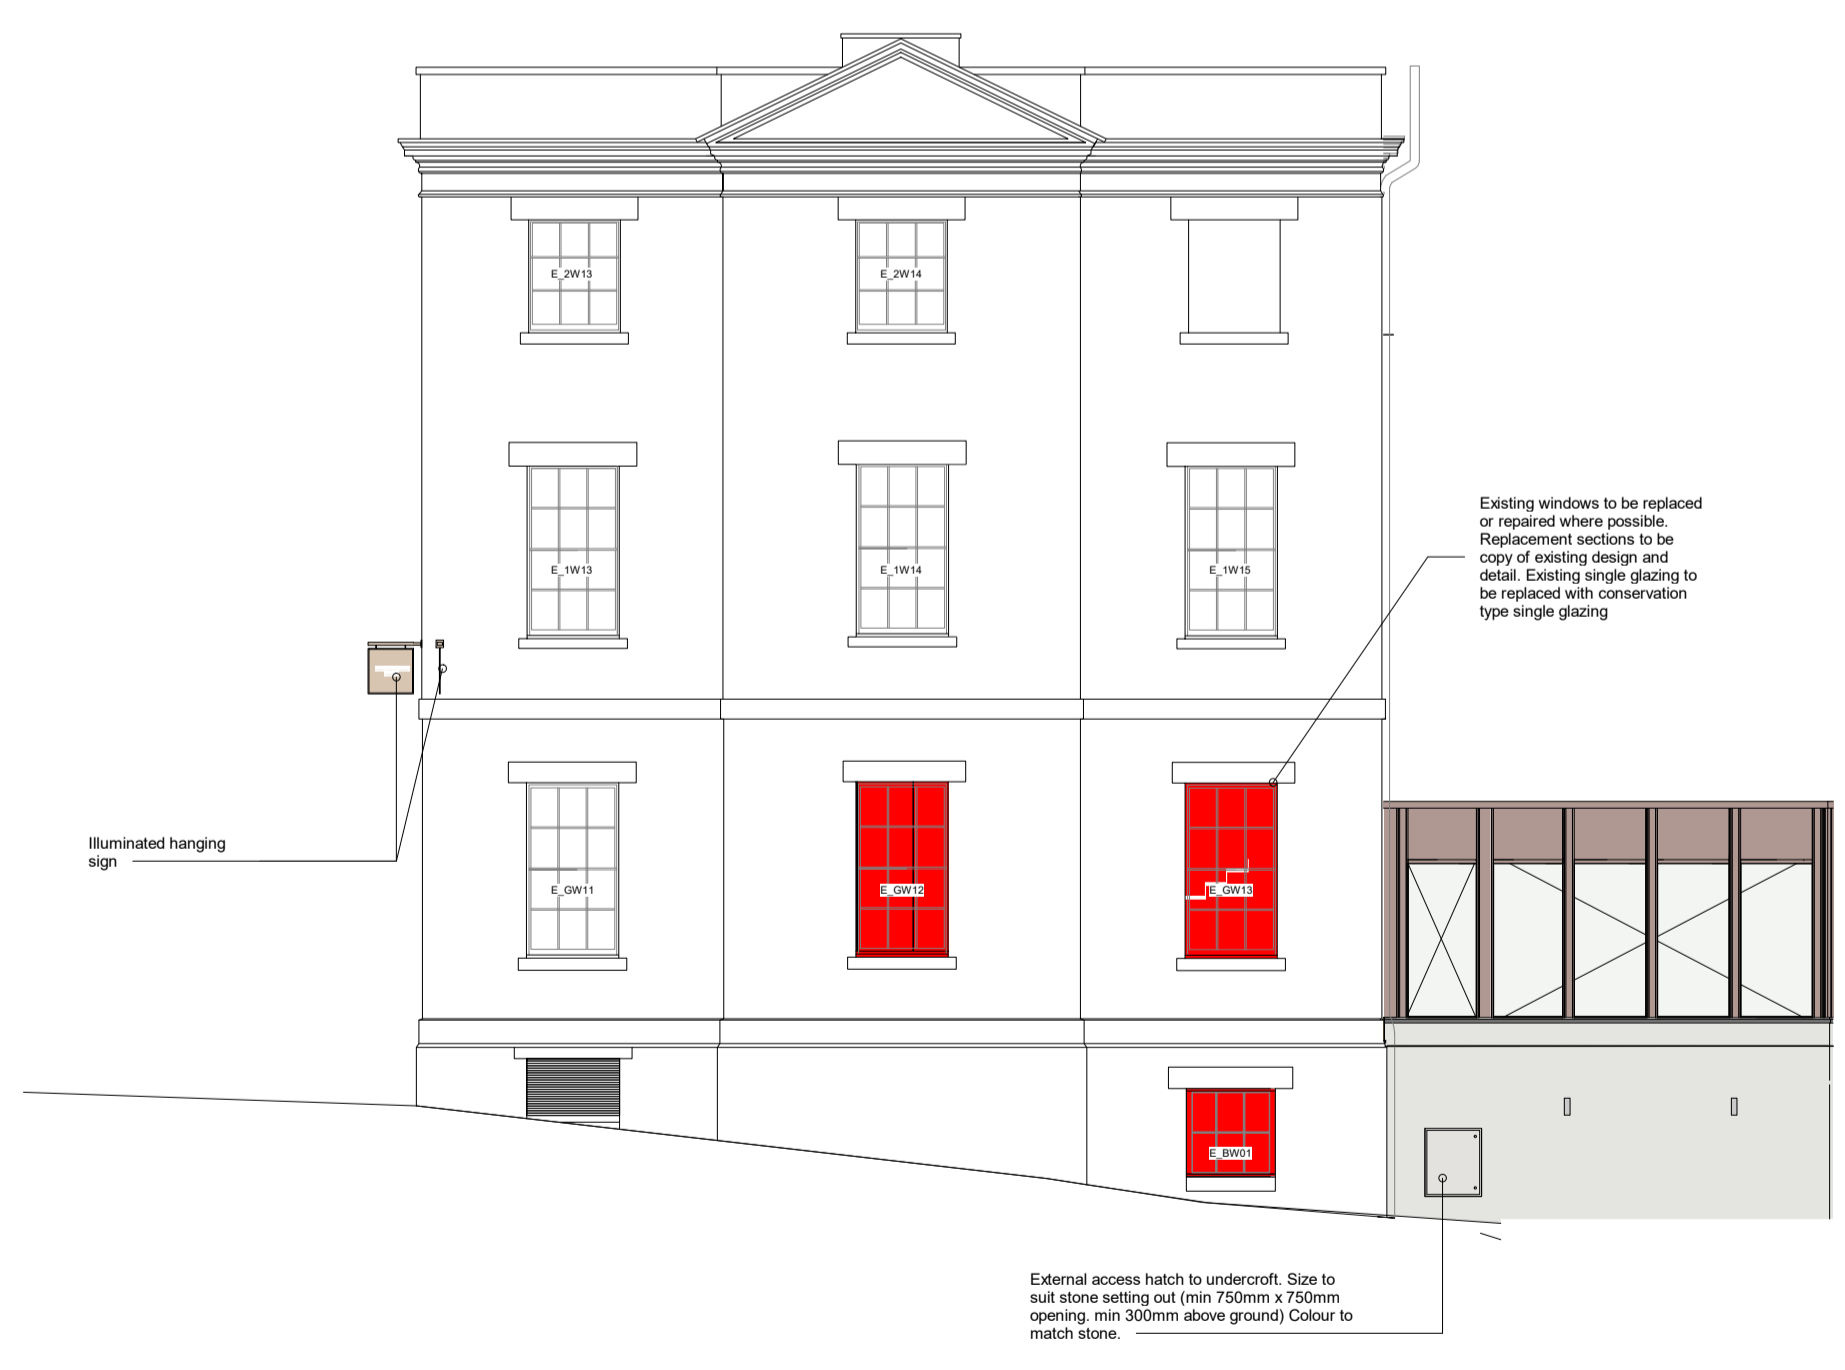 E_2W13
E_2W14
E_1W13
E_1W14
E_1W15
Existing windows to be replaced
or repaired where possible.
Replacement sections to be
copy of existing design and
detail. Existing single glazing to
be replaced with conservation
type single glazing
Illuminated hanging
sign
E_GW11
E_GW12
E_GW13
E_BW01
External access hatch to undercroft. Size to
suit stone setting out (min 750mm x 750mm
opening. min 300mm above ground) Colour to
match stone.